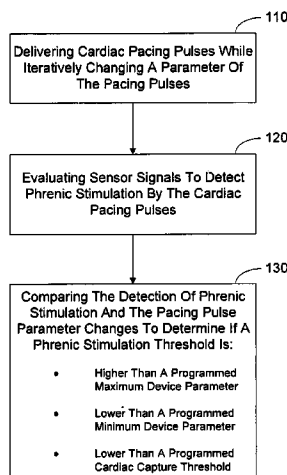 110
Delivering Cardiac Pacing Pulses While
Iteratively Changing A Parameter Of
The Pacing Pulses
120
Evaluating Sensor Signals To Detect
Phrenic Stimulation By The Cardiac
Pacing Pulses
130
Comparing The Detection Of Phrenic
Stimulation And The Pacing Pulse
Parameter Changes To Determine If A
Phrenic Stimulation Threshold Is:
• Higher Than A Programmed
Maximum Device Parameter
• Lower Than A Programmed
Minimum Device Parameter
• Lower Than A Programmed
Cardiac Capture Threshold